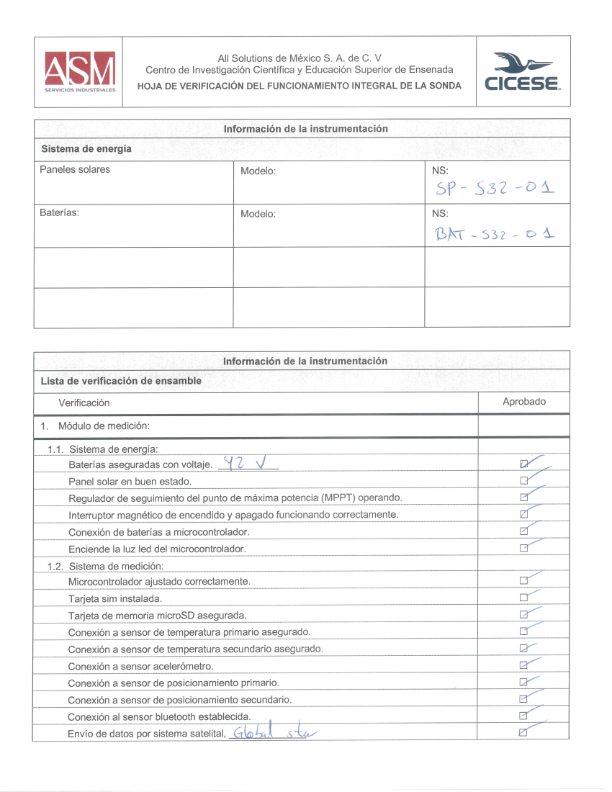 ASM
SERVICIOS INDUSTRIALES
All Solutions de México S. A. de C. V
Centro de Investigación Científica y Educación Superior de Ensenada
HOJA DE VERIFICACIÓN DEL FUNCIONAMIENTO INTEGRAL DE LA SONDA
CICESE
Información de la instrumentación
Sistema de energía
Paneles solares Modelo: NS:
SP - S32 - 01
Baterías: Modelo: NS:
BAT - S32 - 01
Información de la instrumentación
Lista de verificación de ensamble
Verificación Aprobado
1. Módulo de medición:
1.1. Sistema de energía:
Baterías aseguradas con voltaje. 42 V
Panel solar en buen estado.
Regulador de seguimiento del punto de máxima potencia (MPPT) operando.
Interruptor magnético de encendido y apagado funcionando correctamente.
Conexión de baterías a microcontrolador.
Enciende la luz led del microcontrolador.
1.2. Sistema de medición:
Microcontrolador ajustado correctamente.
Tarjeta sim instalada.
Tarjeta de memoria microSD asegurada.
Conexión a sensor de temperatura primario asegurado.
Conexión a sensor de temperatura secundario asegurado.
Conexión a sensor acelerómetro.
Conexión a sensor de posicionamiento primario.
Conexión a sensor de posicionamiento secundario.
Conexión al sensor bluetooth establecida.
Envío de datos por sistema satelital, Global star